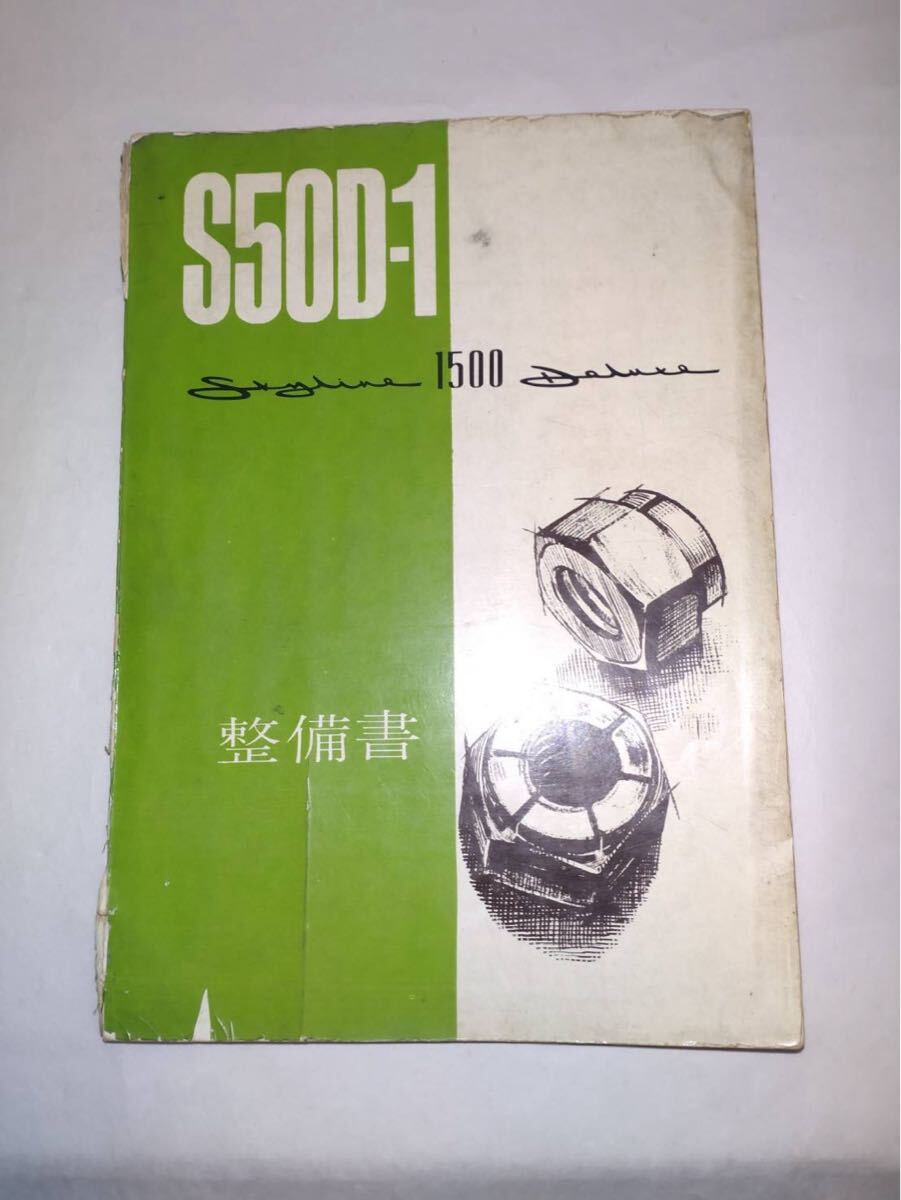 S50D-1
Skyline 1500 Deluxe
整備書